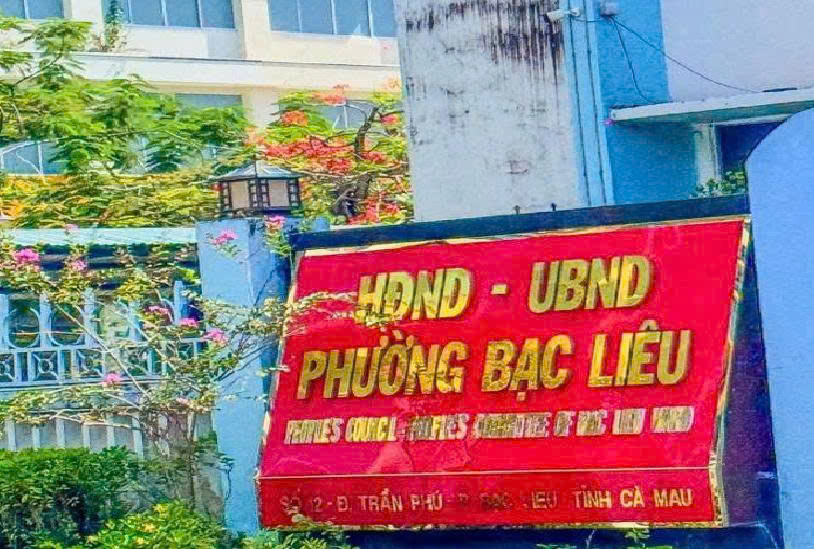 HĐND - UBND
PHƯỜNG BẠC LIÊU
PEOPLE'S COUNCIL - PEOPLE'S COMMITTEE OF BAC LIEU WARD
SỐ 12 - Đ. TRẦN PHÚ - P. BẠC LIÊU - TỈNH CÀ MAU